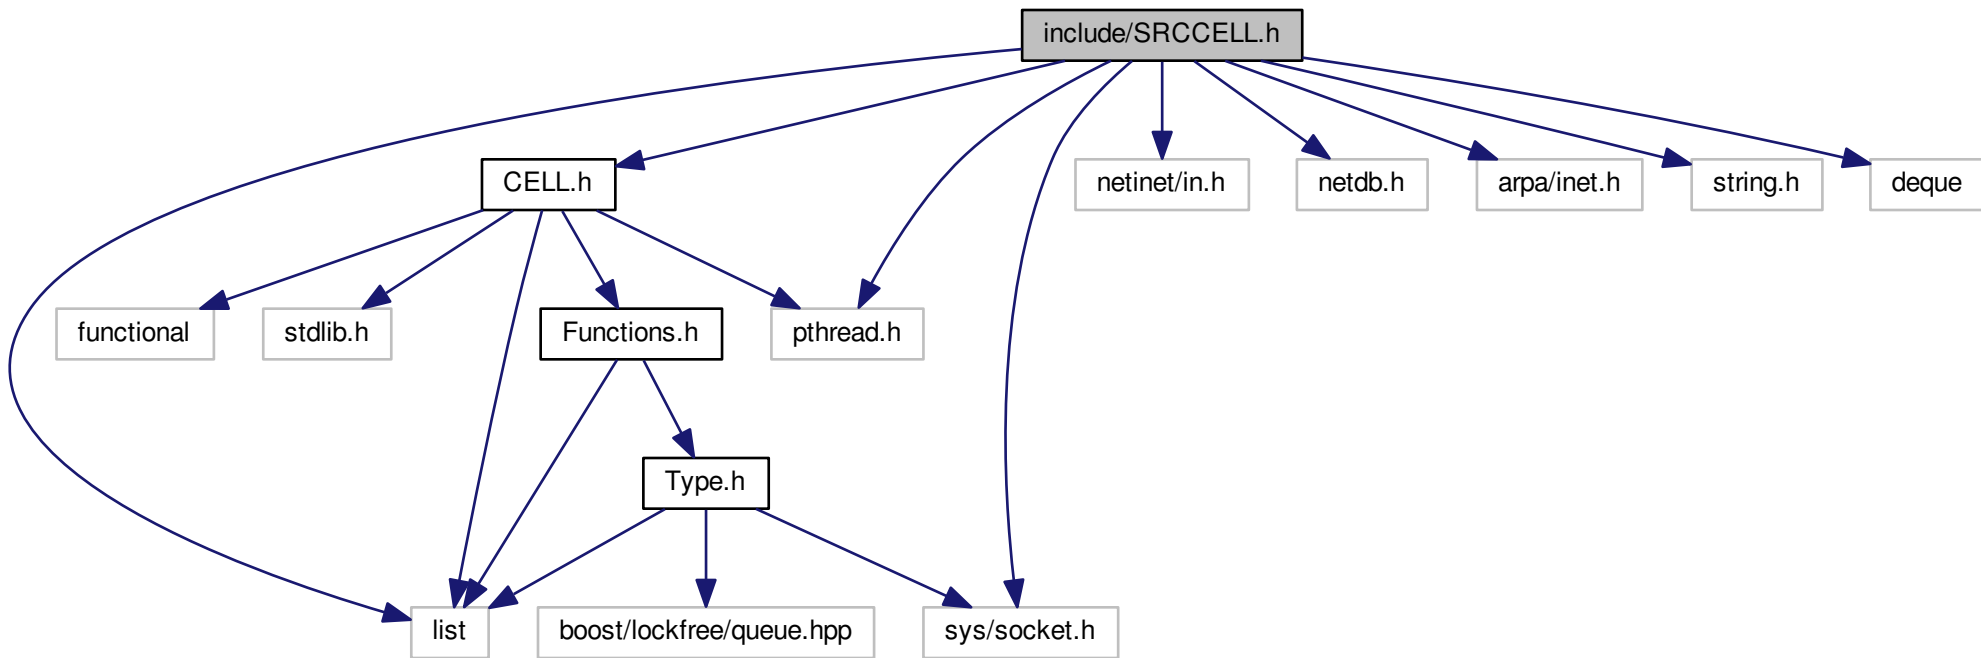 include/SRCCELL.h
CELL.h
netinet/in.h
netdb.h
arpa/inet.h
string.h
deque
functional
stdlib.h
Functions.h
pthread.h
Type.h
list
boost/lockfree/queue.hpp
sys/socket.h